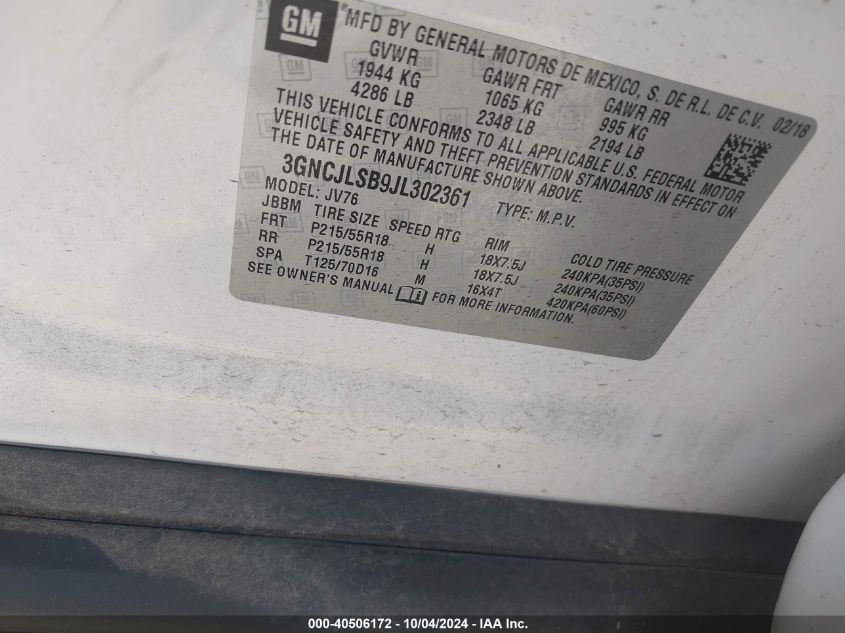 GM
®MFD BY GENERAL MOTORS DE MEXICO, S. DE R.L. DE C.V. 02/18
GVWR GAWR FRT GAWR RR
1944 KG 1065 KG 995 KG
4286 LB 2348 LB 2194 LB
THIS VEHICLE CONFORMS TO ALL APPLICABLE U.S. FEDERAL MOTOR
VEHICLE SAFETY AND THEFT PREVENTION STANDARDS IN EFFECT ON
THE DATE OF MANUFACTURE SHOWN ABOVE.
3GNCJLSB9JL302361 TYPE: M.P.V.
MODEL: JV76
JBBM TIRE SIZE SPEED RTG RIM COLD TIRE PRESSURE
FRT P215/55R18 H 18X7.5J 240KPA(35PSI)
RR P215/55R18 H 18X7.5J 240KPA(35PSI)
SPA T125/70D16 M 16X4T 420KPA(60PSI)
SEE OWNER'S MANUAL FOR MORE INFORMATION.
000-40506172 - 10/04/2024 - IAA Inc.